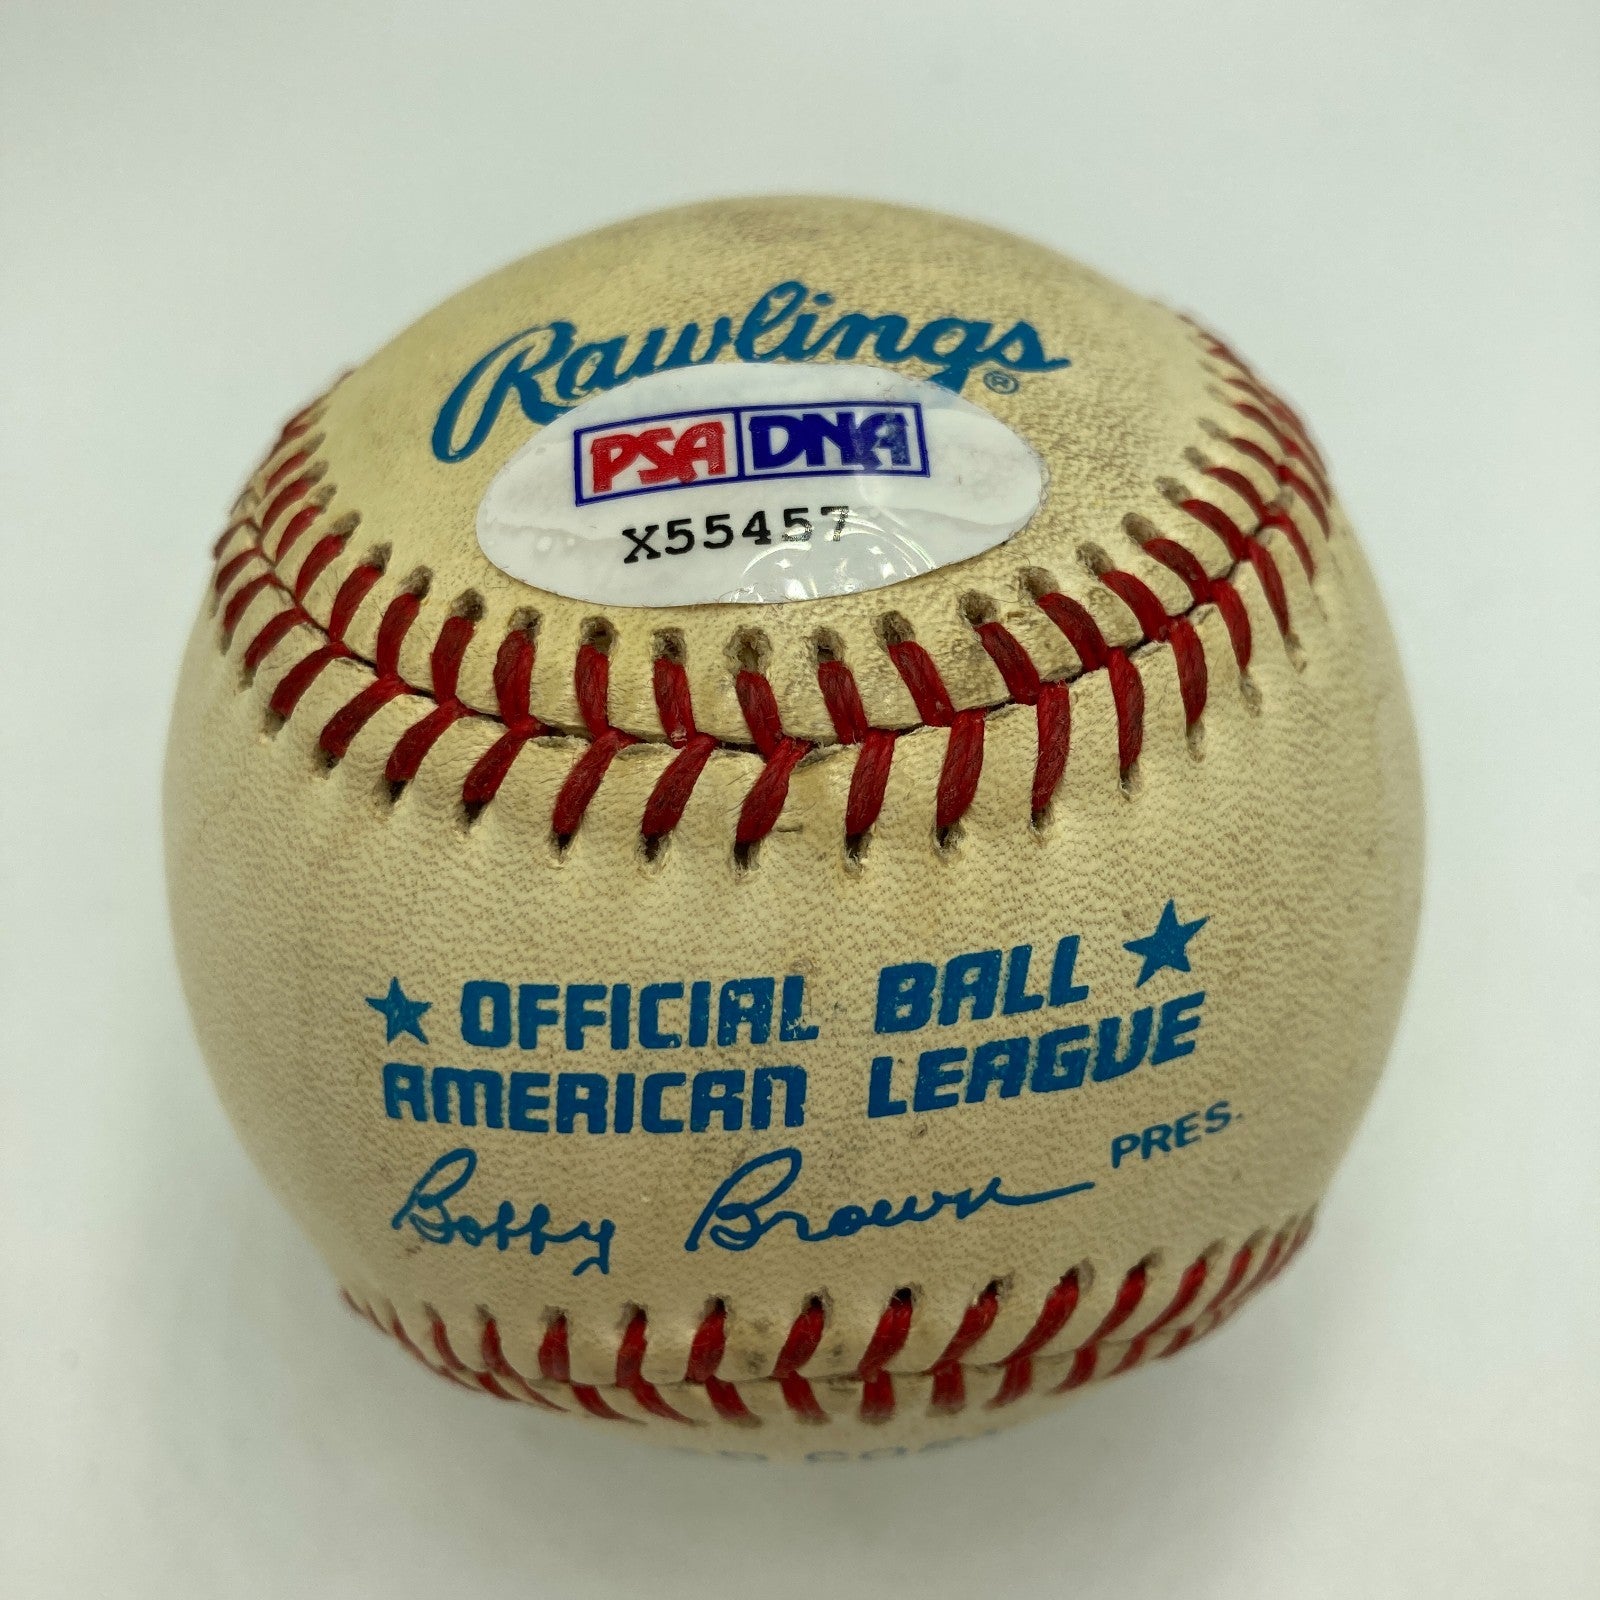 Rawlings®
PSA DNA
X55457
★ OFFICIAL BALL ★
AMERICAN LEAGUE
Bobby Brown PRES.